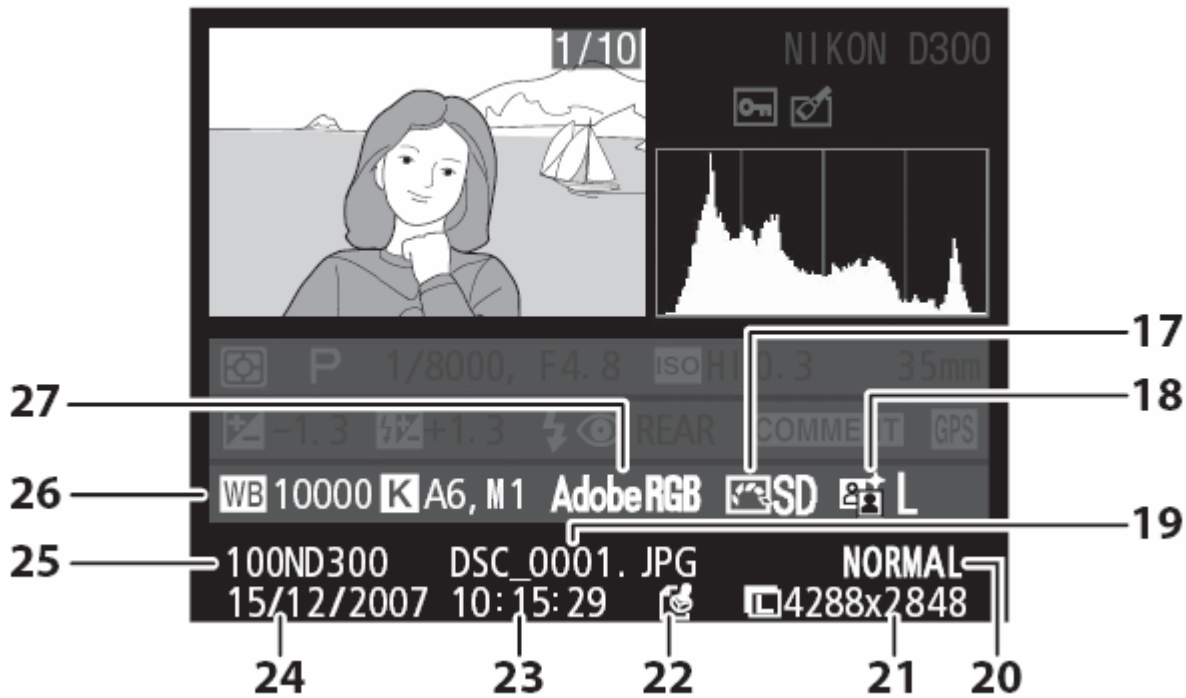 1/10
NIKON D300
17
P 1/8000, F4.8 ISO HI 0.3 35mm
18
27
-1.3 +1.3 REAR COMMENT GPS
26
WB 10000 K A6, M1 AdobeRGB SD L
19
25
100ND300 DSC_0001.JPG NORMAL
15/12/2007 10:15:29 L 4288x2848
24 23 22 21 20